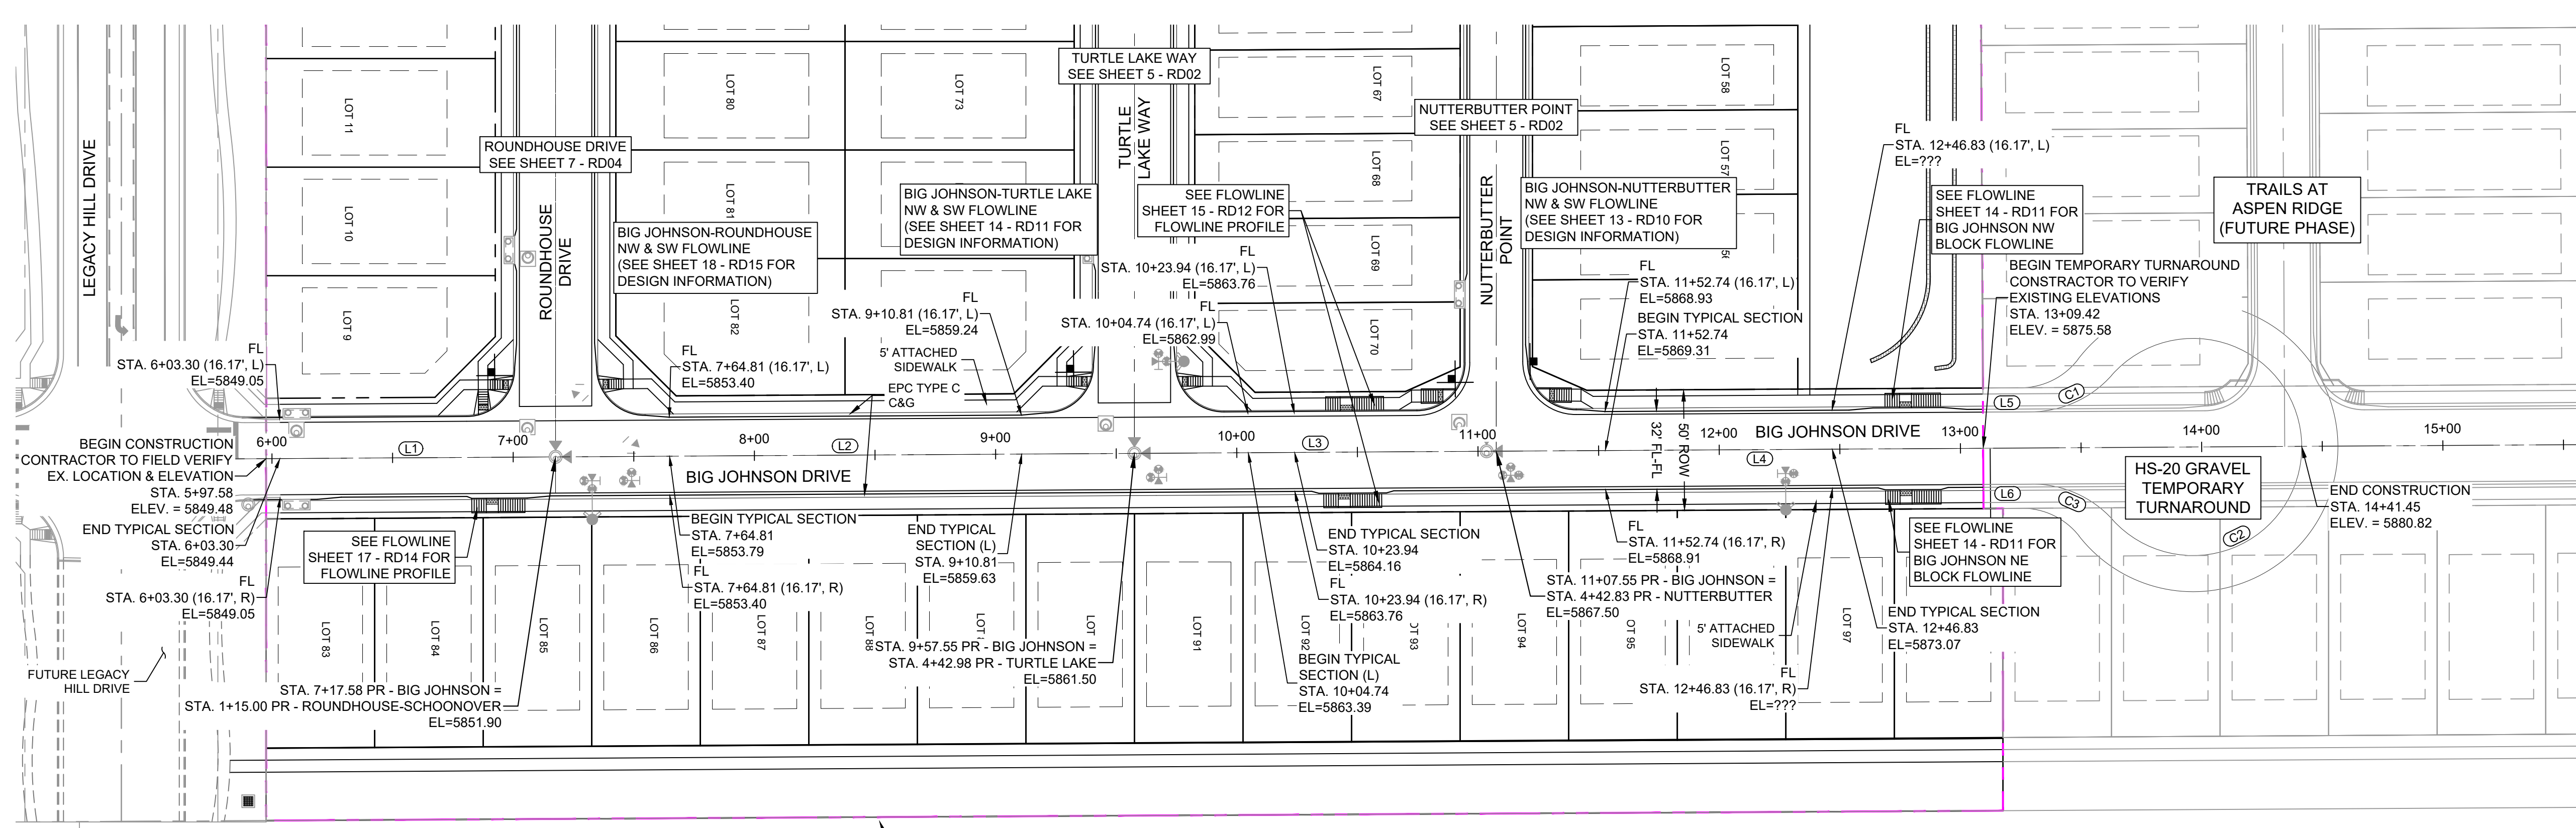 LEGACY HILL DRIVE
LOT 11
LOT 10
LOT 9
ROUNDHOUSE DRIVE
SEE SHEET 7 - RD04
ROUNDHOUSE
DRIVE
LOT 80
LOT 81
LOT 82
LOT 73
BIG JOHNSON-ROUNDHOUSE
NW & SW FLOWLINE
(SEE SHEET 18 - RD15 FOR
DESIGN INFORMATION)
BIG JOHNSON-TURTLE LAKE
NW & SW FLOWLINE
(SEE SHEET 14 - RD11 FOR
DESIGN INFORMATION)
TURTLE LAKE WAY
SEE SHEET 5 - RD02
TURTLE
LAKE WAY
SEE FLOWLINE
SHEET 15 - RD12 FOR
FLOWLINE PROFILE
LOT 67
LOT 68
LOT 69
LOT 70
NUTTERBUTTER POINT
SEE SHEET 5 - RD02
NUTTERBUTTER
POINT
BIG JOHNSON-NUTTERBUTTER
NW & SW FLOWLINE
(SEE SHEET 13 - RD10 FOR
DESIGN INFORMATION)
LOT 58
LOT 57
FL
STA. 12+46.83 (16.17', L)
EL=???
SEE FLOWLINE
SHEET 14 - RD11 FOR
BIG JOHNSON NW
BLOCK FLOWLINE
TRAILS AT
ASPEN RIDGE
(FUTURE PHASE)
BEGIN TEMPORARY TURNAROUND
CONTRACTOR TO VERIFY
EXISTING ELEVATIONS
STA. 13+09.42
ELEV. = 5875.58
FL
STA. 6+03.30 (16.17', L)
EL=5849.05
FL
STA. 7+64.81 (16.17', L)
EL=5853.40
FL
STA. 9+10.81 (16.17', L)
EL=5859.24
5' ATTACHED
SIDEWALK
EPC TYPE C
C&G
FL
STA. 10+23.94 (16.17', L)
EL=5863.76
FL
STA. 10+04.74 (16.17', L)
EL=5862.99
FL
STA. 11+52.74 (16.17', L)
EL=5868.93
BEGIN TYPICAL SECTION
STA. 11+52.74
EL=5869.31
6+00
7+00
8+00
9+00
10+00
11+00
12+00
13+00
14+00
15+00
L1
L2
L3
L4
L5
L6
C1
C2
C3
32' FL-FL
50' ROW
BIG JOHNSON DRIVE
BIG JOHNSON DRIVE
BEGIN CONSTRUCTION
CONTRACTOR TO FIELD VERIFY
EX. LOCATION & ELEVATION
STA. 5+97.58
ELEV. = 5849.48
END TYPICAL SECTION
STA. 6+03.30
EL=5849.44
FL
STA. 6+03.30 (16.17', R)
EL=5849.05
FUTURE LEGACY
HILL DRIVE
SEE FLOWLINE
SHEET 17 - RD14 FOR
FLOWLINE PROFILE
STA. 7+17.58 PR - BIG JOHNSON =
STA. 1+15.00 PR - ROUNDHOUSE-SCHOONOVER
EL=5851.90
BEGIN TYPICAL SECTION
STA. 7+64.81
EL=5853.79
FL
STA. 7+64.81 (16.17', R)
EL=5853.40
END TYPICAL
SECTION (L)
STA. 9+10.81
EL=5859.63
STA. 9+57.55 PR - BIG JOHNSON =
STA. 4+42.98 PR - TURTLE LAKE
EL=5861.50
END TYPICAL SECTION
STA. 10+23.94
EL=5864.16
FL
STA. 10+23.94 (16.17', R)
EL=5863.76
BEGIN TYPICAL
SECTION (L)
STA. 10+04.74
EL=5863.39
FL
STA. 11+52.74 (16.17', R)
EL=5868.91
STA. 11+07.55 PR - BIG JOHNSON =
STA. 4+42.83 PR - NUTTERBUTTER
EL=5867.50
5' ATTACHED
SIDEWALK
FL
STA. 12+46.83 (16.17', R)
EL=???
END TYPICAL SECTION
STA. 12+46.83
EL=5873.07
SEE FLOWLINE
SHEET 14 - RD11 FOR
BIG JOHNSON NE
BLOCK FLOWLINE
HS-20 GRAVEL
TEMPORARY
TURNAROUND
END CONSTRUCTION
STA. 14+41.45
ELEV. = 5880.82
LOT 83
LOT 84
LOT 85
LOT 86
LOT 87
LOT 88
LOT
LOT
LOT 91
LOT 92
LOT 94
LOT 97